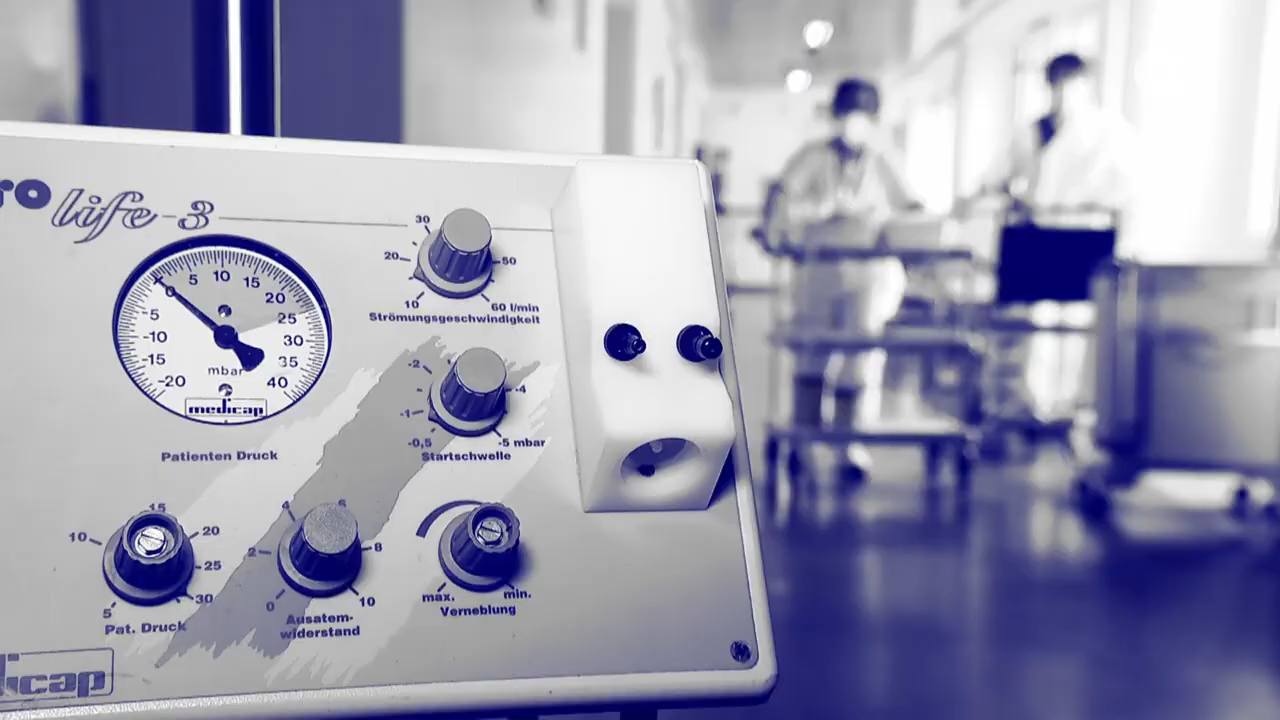 ro life-3
5 10 15
0 20
-5 25
-10 30
-15 35
-20 40
mbar
medicap
Patienten Druck
30
20 50
10 60 l/min
Strömungsgeschwindigkeit
-2
-4
-1
-0,5 -5 mbar
Startschwelle
15
10 20
25
5 30
Pat. Druck
4 6
2 8
0 10
Ausatem-
widerstand
max. min.
Verneblung
dicap